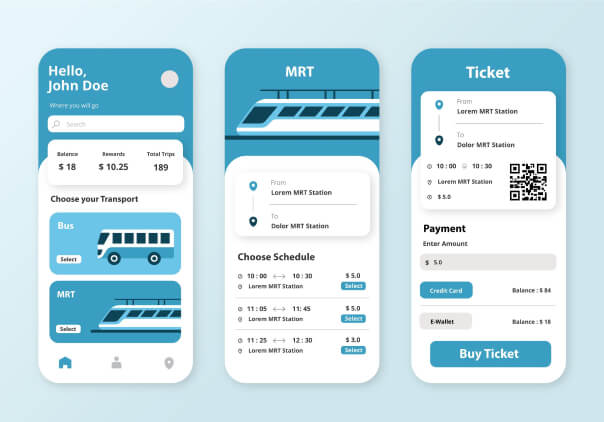 Hello,
John Doe
Where you will go
Search
Balance Rewards Total Trips
$ 18 $ 10.25 189
Choose your Transport
Bus
Select
MRT
Select
MRT
From
Lorem MRT Station
To
Dolor MRT Station
Choose Schedule
10 : 00 10 : 30 $ 5.0
Lorem MRT Station Select
11 : 05 11: 45 $ 5.0
Lorem MRT Station Select
11 : 25 12 : 30 $ 3.0
Lorem MRT Station Select
Ticket
From
Lorem MRT Station
To
Dolor MRT Station
10 : 00 10 : 30
Lorem MRT Station
$ 5.0
Payment
Enter Amount
$ 5.0
Credit Card Balance : $ 84
E-Wallet Balance : $ 18
Buy Ticket